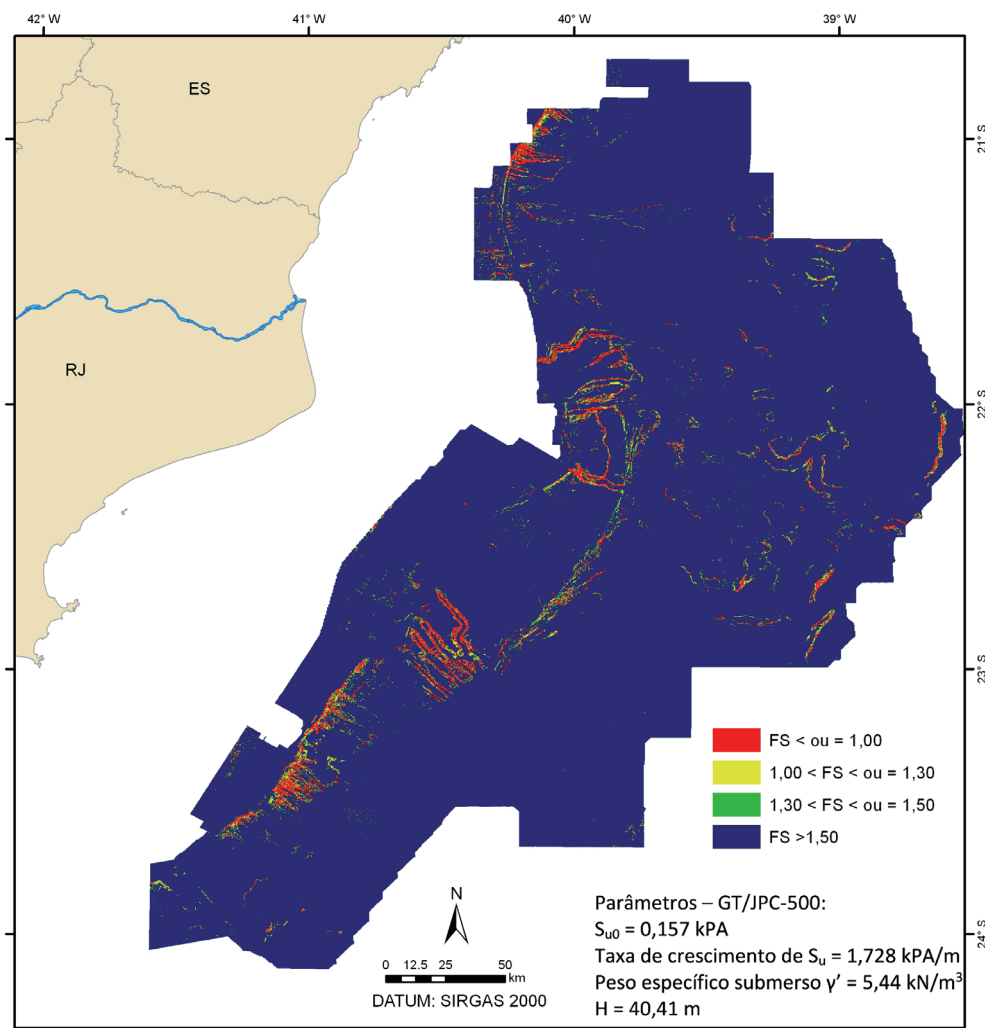 42° W
41° W
40° W
39° W
ES
21° S
RJ
22° S
23° S
FS < ou = 1,00
1,00 < FS < ou = 1,30
1,30 < FS < ou = 1,50
FS >1,50
N
Parâmetros – GT/JPC-500:
Su0 = 0,157 kPA
24° S
Taxa de crescimento de Su = 1,728 kPA/m
0 12.5 25 50
km
Peso específico submerso γ’ = 5,44 kN/m³
DATUM: SIRGAS 2000
H = 40,41 m